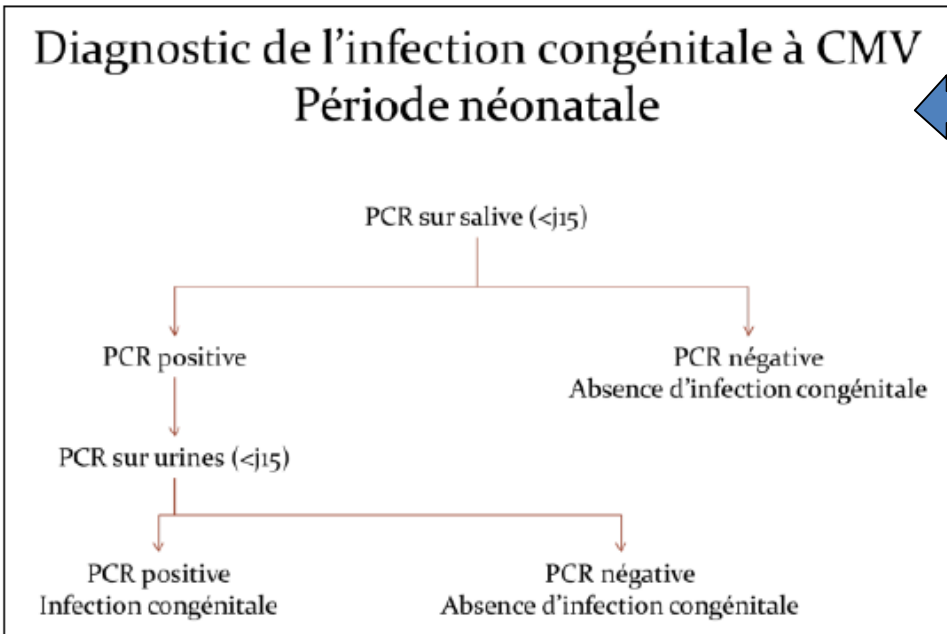 Diagnostic de l'infection congénitale à CMV
Période néonatale
PCR sur salive (<j15)
PCR positive
PCR négative
Absence d'infection congénitale
PCR sur urines (<j15)
PCR positive
Infection congénitale
PCR négative
Absence d'infection congénitale